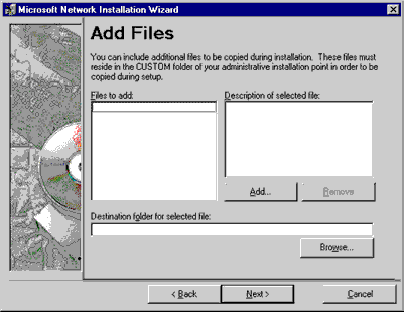 Microsoft Network Installation Wizard
Add Files
You can include additional files to be copied during installation. These files must
reside in the CUSTOM folder of your administrative installation point in order to be
copied during setup.
Files to add:
Description of selected file:
Add...
Remove
Destination folder for selected file:
Browse...
< Back
Next >
Cancel